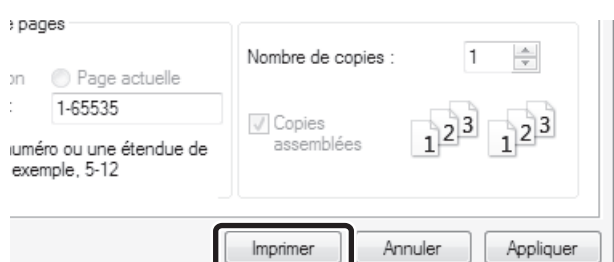 e pages
Nombre de copies :
1
on
Page actuelle
:
1-65535
Copies
assemblées
1 2 3
1 2 3
numéro ou une étendue de
exemple, 5-12
Imprimer
Annuler
Appliquer